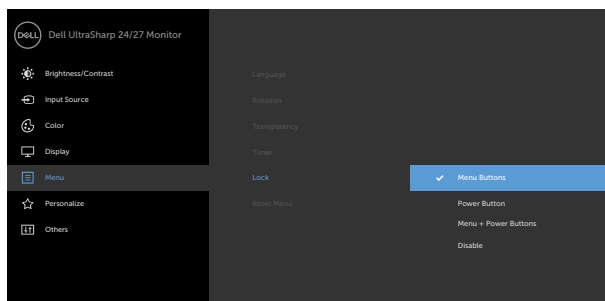 DELL Dell UltraSharp 24/27 Monitor
Brightness/Contrast
Language
Input Source
Rotation
Color
Transparency
Display
Timer
Menu
Lock
Menu Buttons
Personalize
Reset Menu
Power Button
Menu + Power Buttons
Others
Disable